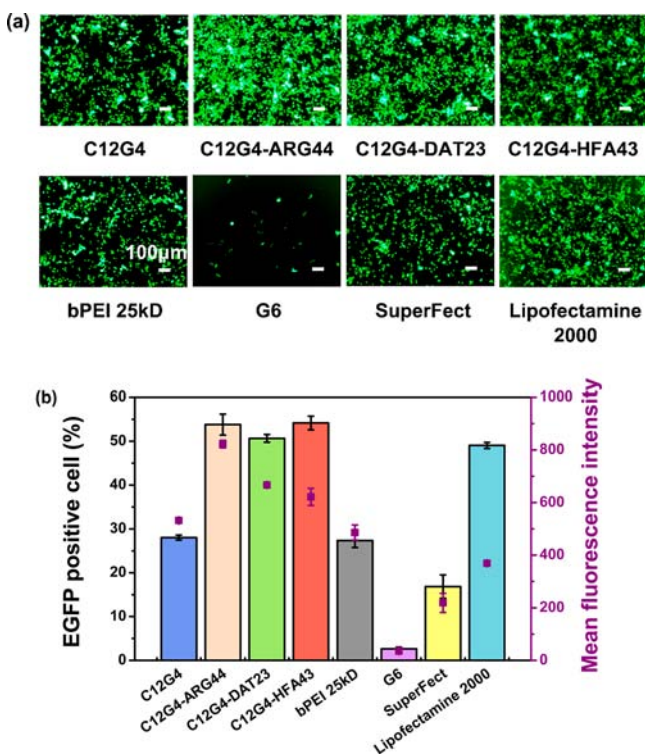 (a)
C12G4 C12G4-ARG44 C12G4-DAT23 C12G4-HFA43
100μm
bPEI 25kD G6 SuperFect Lipofectamine
2000
(b)
EGFP positive cell (%)
60
50
40
30
20
10
0
1000
800
600
400
200
0
Mean fluorescence intensity
C12G4
C12G4-ARG44
C12G4-DAT23
C12G4-HFA43
bPEI 25kD
G6
SuperFect
Lipofectamine 2000